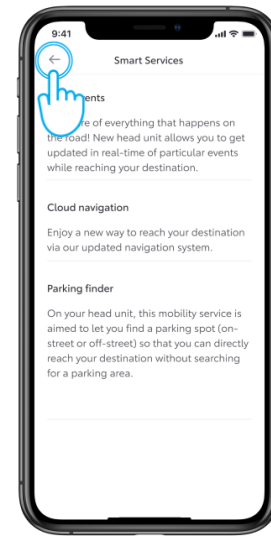 9:41
Smart Services
ents
re of everything that happens on
the road! New head unit allows you to get
updated in real-time of particular events
while reaching your destination.
Cloud navigation
Enjoy a new way to reach your destination
via our updated navigation system.
Parking finder
On your head unit, this mobility service is
aimed to let you find a parking spot (on-
street or off-street) so that you can directly
reach your destination without searching
for a parking area.